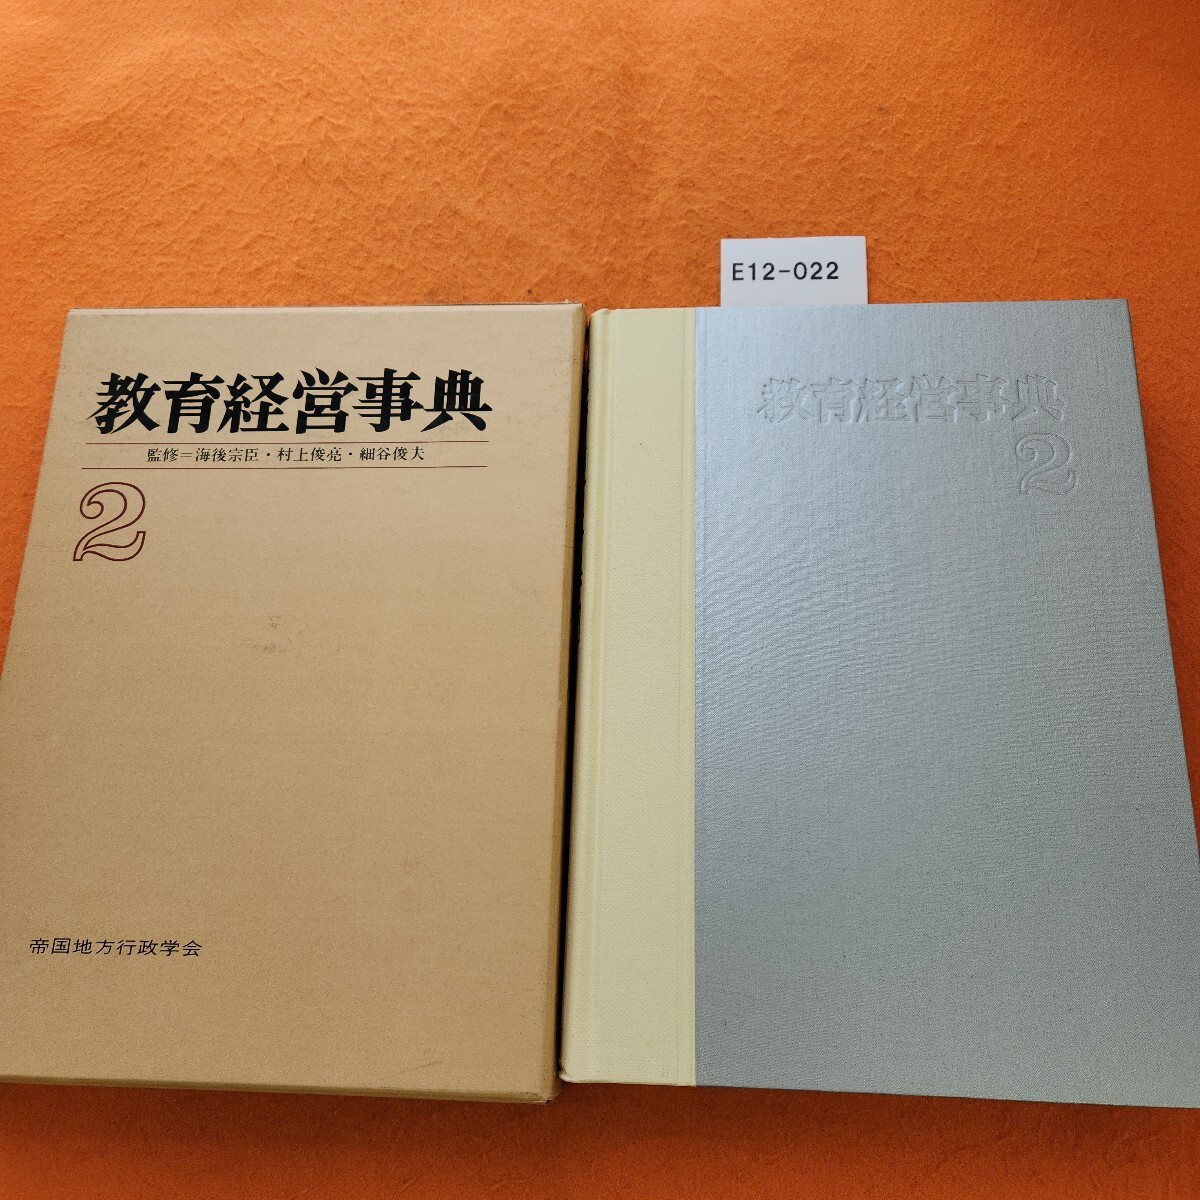 教育経営事典
監修＝海後宗臣・村上俊亮・細谷俊夫
2
帝国地方行政学会
E12-022
教育経営事典
2